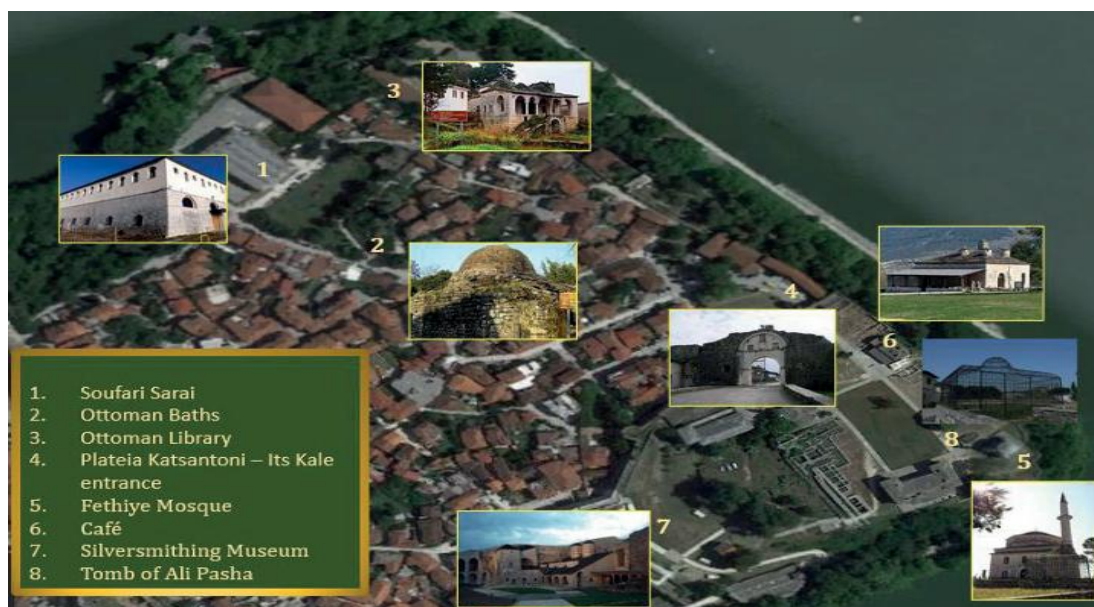 3
1
2
4
6
8
5
7
1. Soufari Sarai
2. Ottoman Baths
3. Ottoman Library
4. Plateia Katsantoni – Its Kale
entrance
5. Fethiye Mosque
6. Café
7. Silversmithing Museum
8. Tomb of Ali Pasha